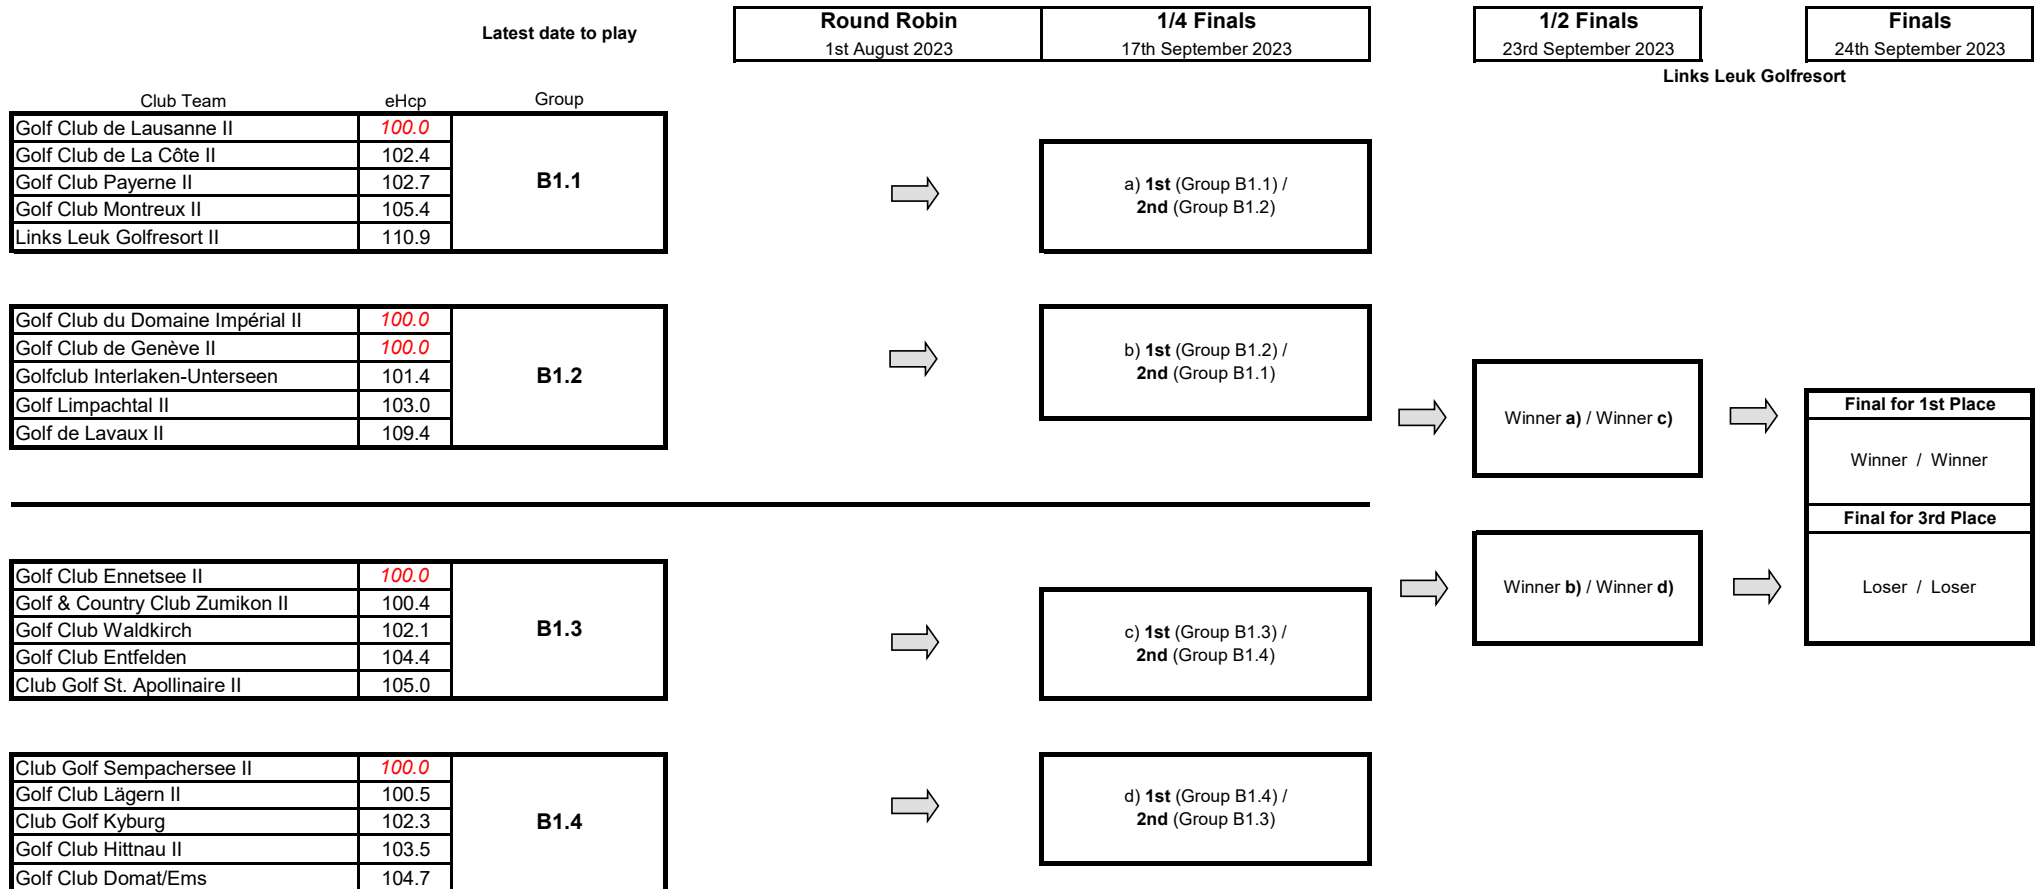 Latest date to play
Round Robin
1st August 2023
1/4 Finals
17th September 2023
1/2 Finals
23rd September 2023
Finals
24th September 2023
Links Leuk Golfresort
Club Team eHcp Group
Golf Club de Lausanne II 100.0
Golf Club de La Côte II 102.4
Golf Club Payerne II 102.7
Golf Club Montreux II 105.4
Links Leuk Golfresort II 110.9
B1.1
a) 1st (Group B1.1) /
2nd (Group B1.2)
Golf Club du Domaine Impérial II 100.0
Golf Club de Genève II 100.0
Golfclub Interlaken-Unterseen 101.4
Golf Limpachtal II 103.0
Golf de Lavaux II 109.4
B1.2
b) 1st (Group B1.2) /
2nd (Group B1.1)
Winner a) / Winner c)
Final for 1st Place
Winner / Winner
Final for 3rd Place
Loser / Loser
Winner b) / Winner d)
Golf Club Ennetsee II 100.0
Golf & Country Club Zumikon II 100.4
Golf Club Waldkirch 102.1
Golf Club Entfelden 104.4
Club Golf St. Apollinaire II 105.0
B1.3
c) 1st (Group B1.3) /
2nd (Group B1.4)
Club Golf Sempachersee II 100.0
Golf Club Lägern II 100.5
Club Golf Kyburg 102.3
Golf Club Hittnau II 103.5
Golf Club Domat/Ems 104.7
B1.4
d) 1st (Group B1.4) /
2nd (Group B1.3)